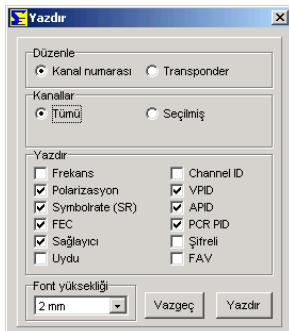 Yazdır
Düzenle
Kanal numarası Transponder
Kanallar
Tümü Seçilmiş
Yazdır
Frekans Channel ID
Polarizasyon VPID
Symbolrate (SR) APID
FEC PCR PID
Sağlayıcı Şifreli
Uydu FAV
Font yüksekliği
2 mm Vazgeç Yazdır